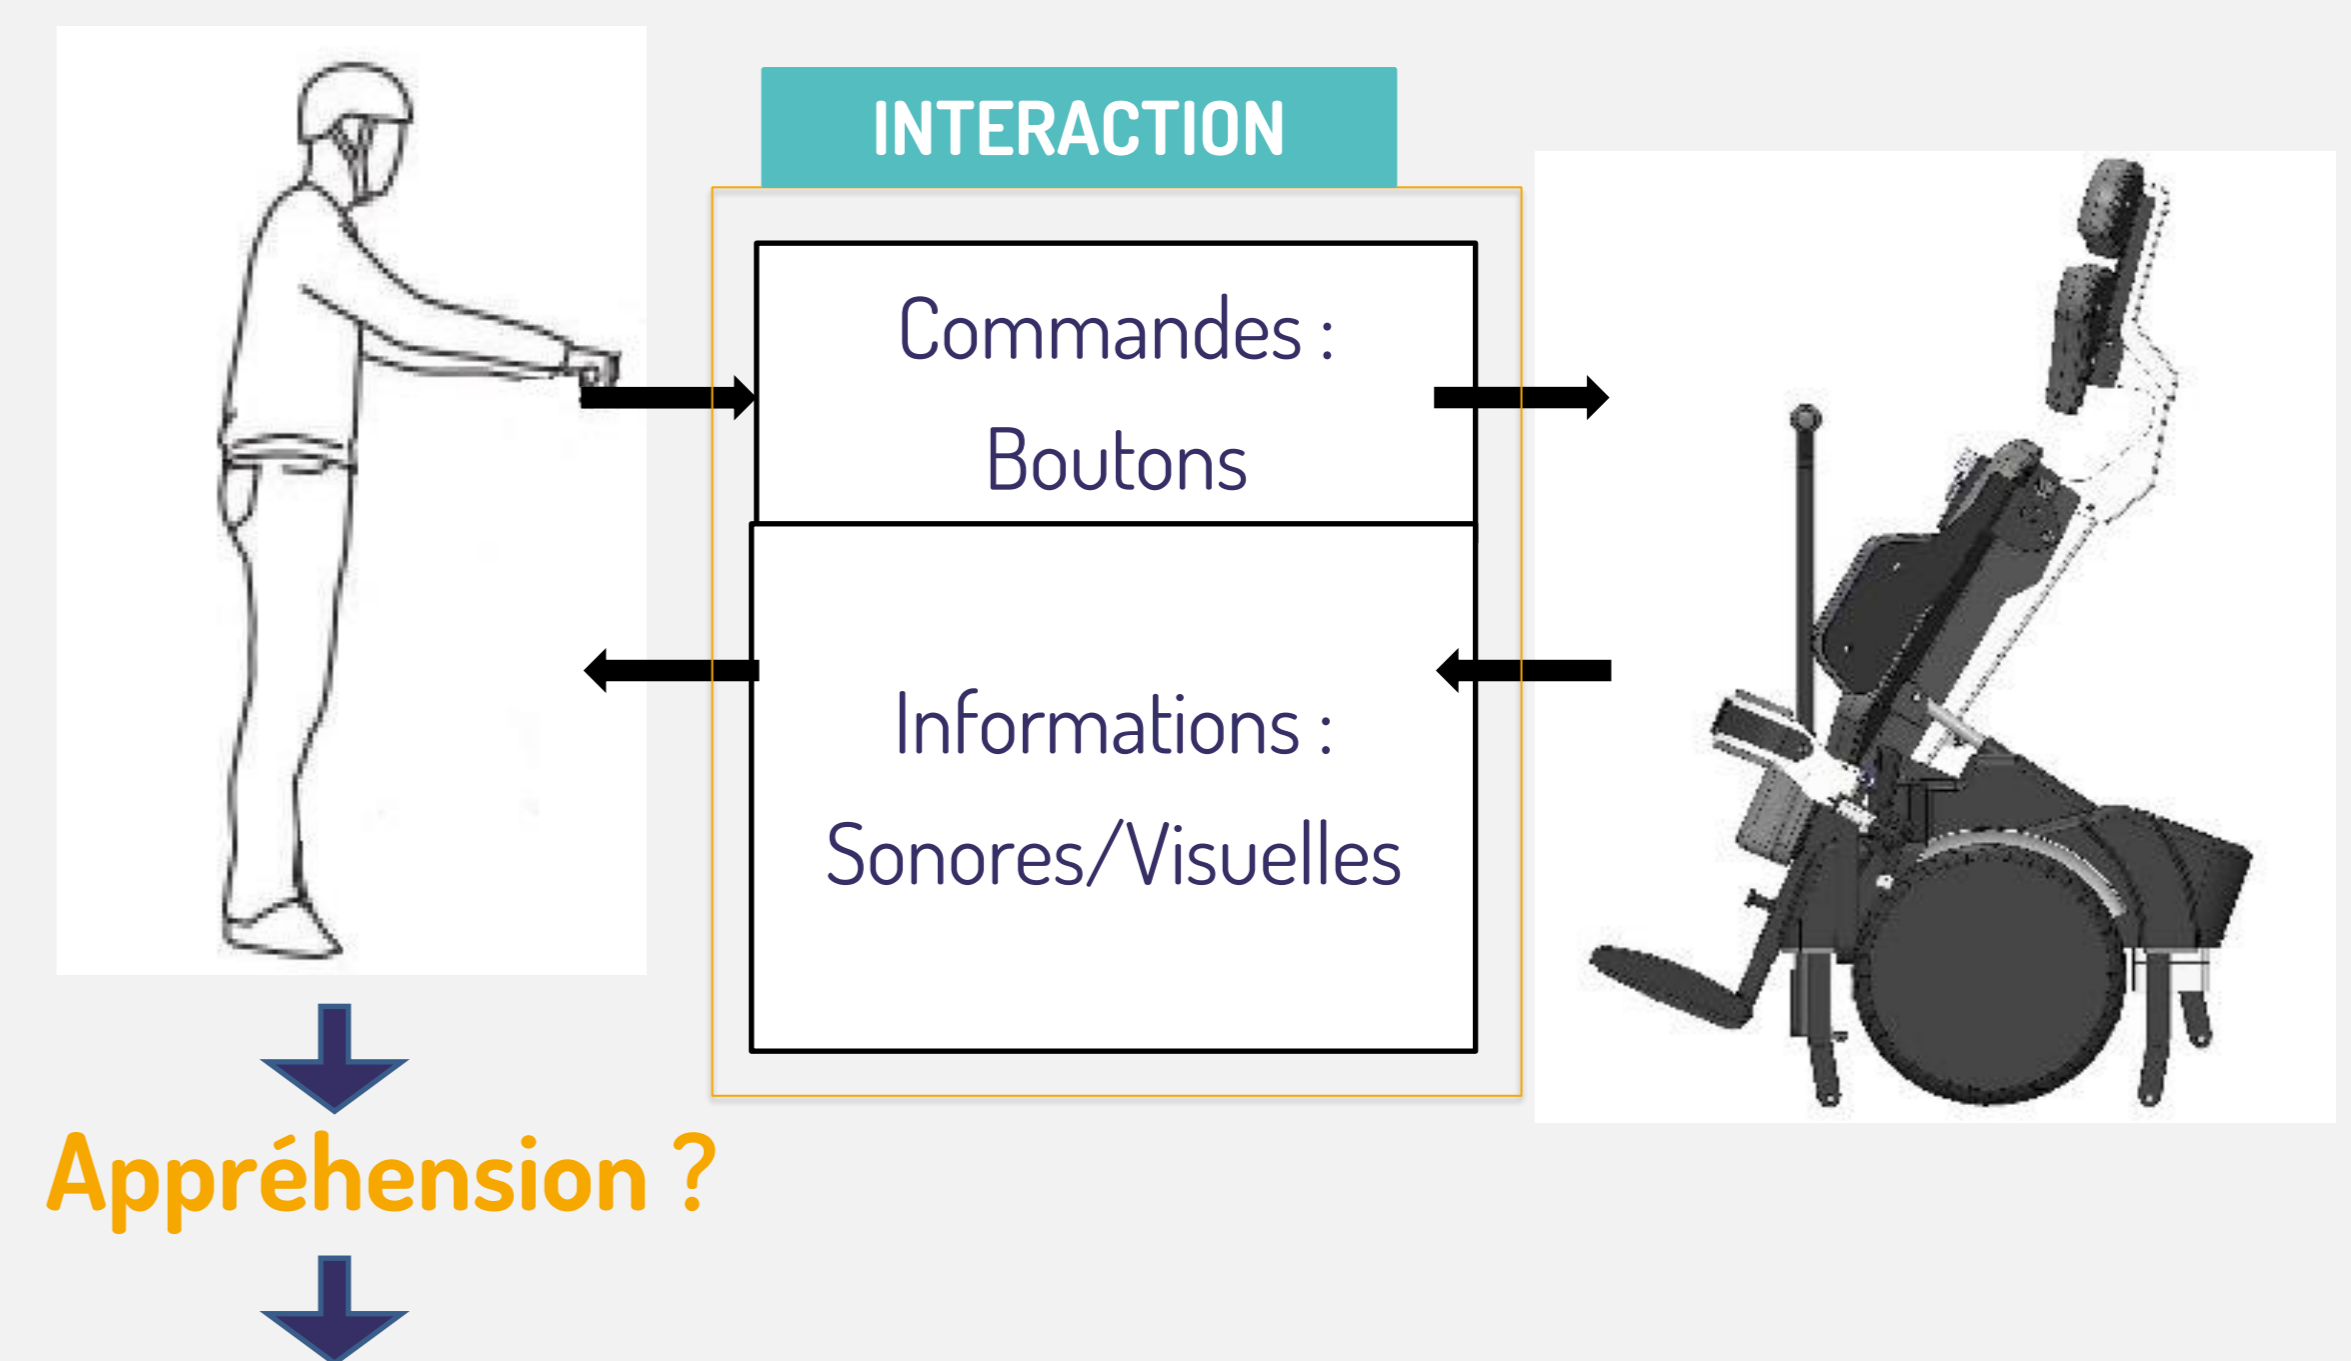 INTERACTION
Commandes :
Boutons
Informations :
Sonores/Visuelles
Appréhension ?